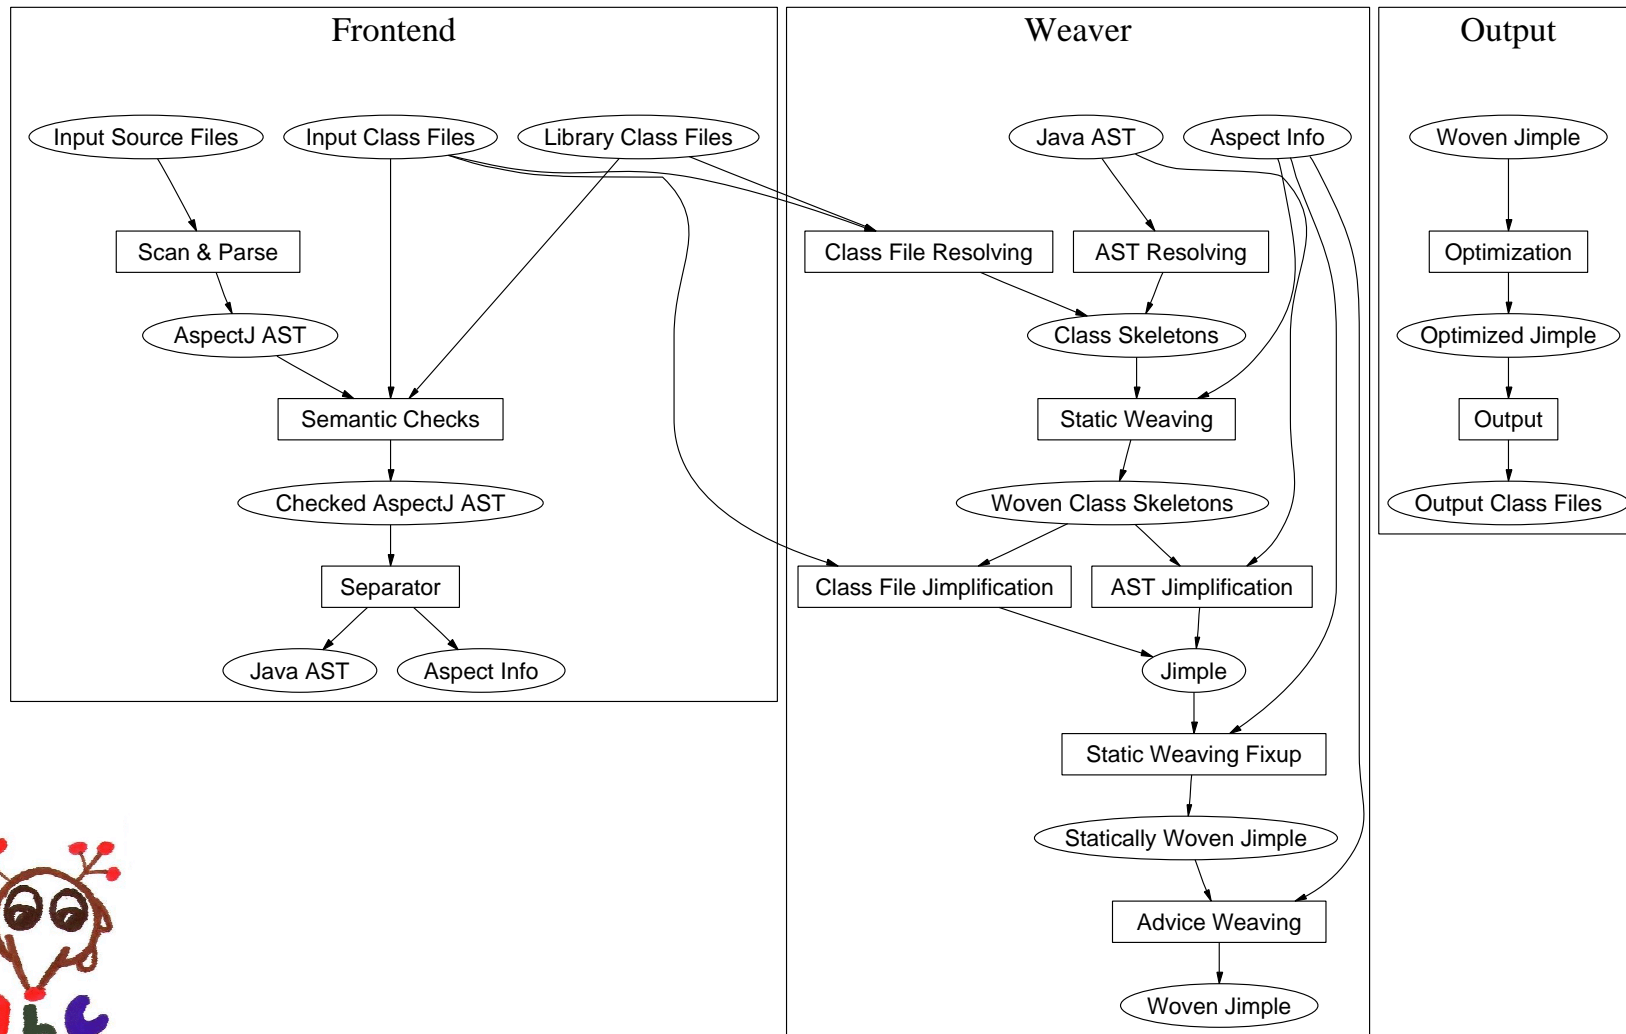 Frontend
Input Source Files
Input Class Files
Library Class Files
Scan & Parse
AspectJ AST
Semantic Checks
Checked AspectJ AST
Separator
Java AST
Aspect Info
Weaver
Java AST
Aspect Info
Class File Resolving
AST Resolving
Class Skeletons
Static Weaving
Woven Class Skeletons
Class File Jimplification
AST Jimplification
Jimple
Static Weaving Fixup
Statically Woven Jimple
Advice Weaving
Woven Jimple
Output
Woven Jimple
Optimization
Optimized Jimple
Output
Output Class Files